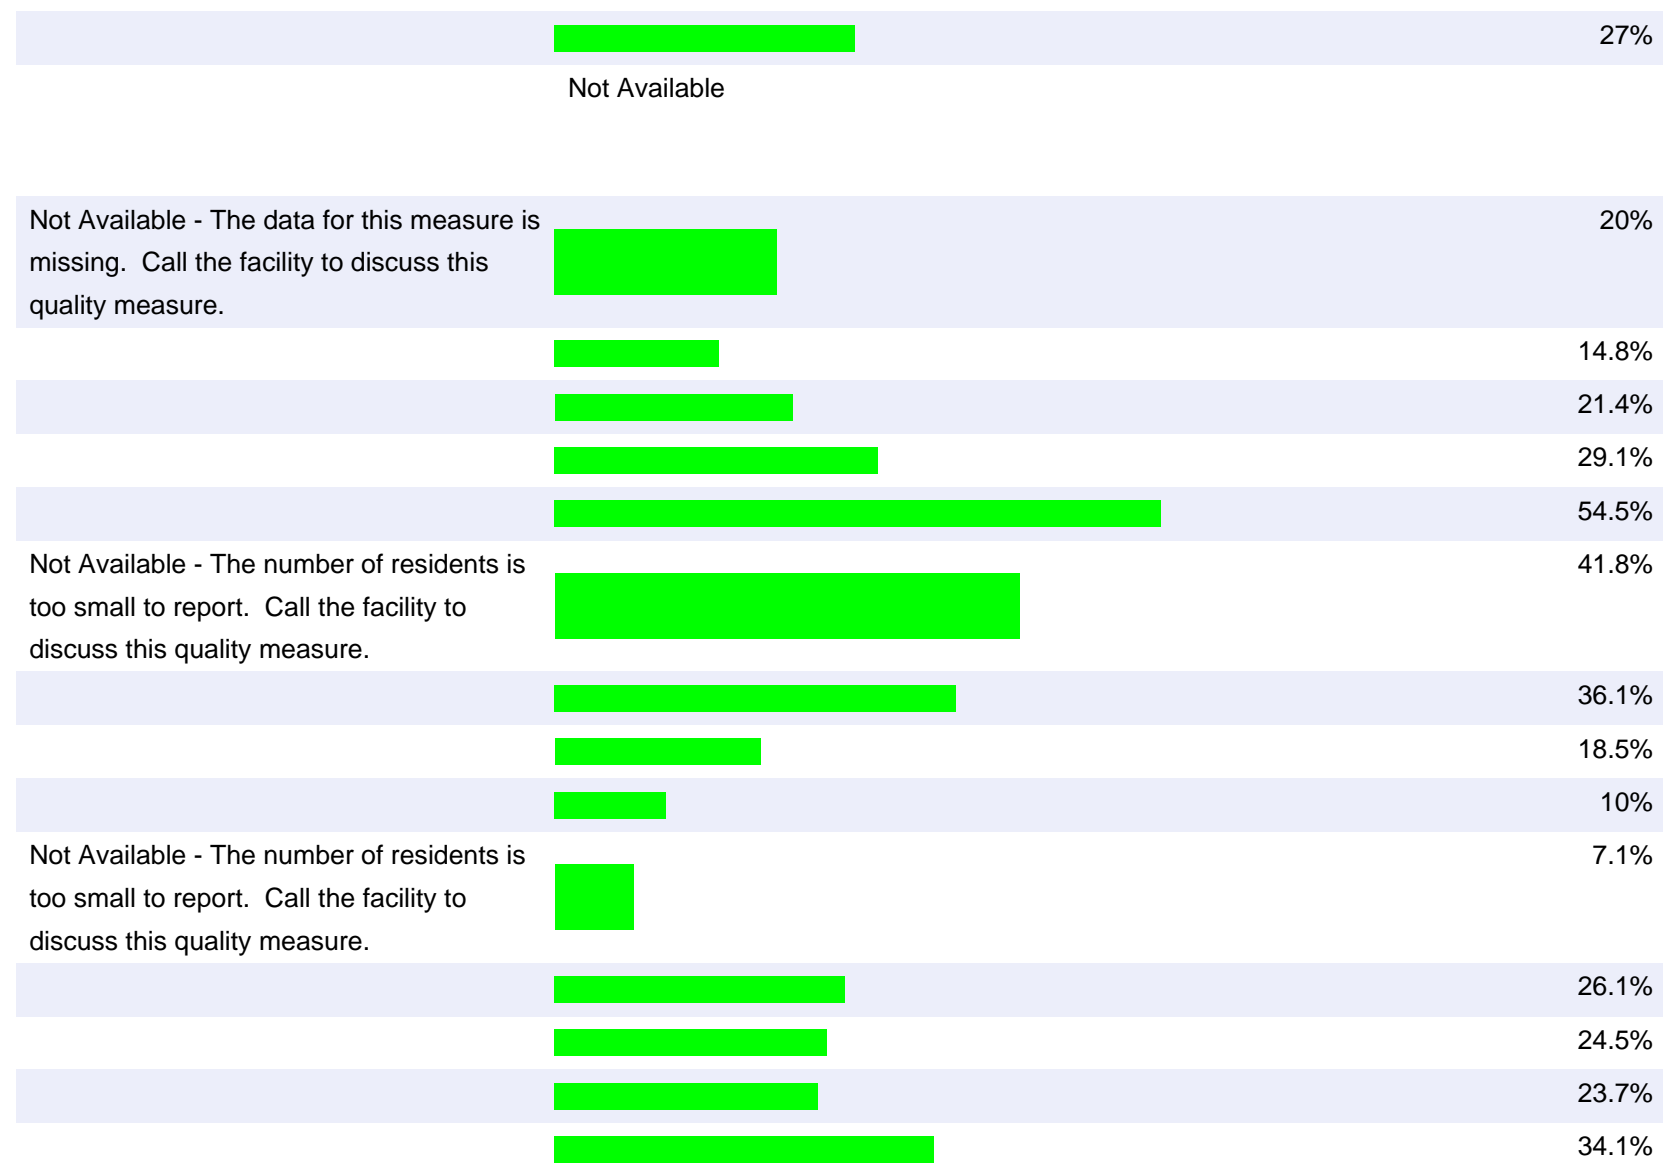 27%
Not Available
Not Available - The data for this measure is
20%
missing.  Call the facility to discuss this
quality measure.
14.8%
21.4%
29.1%
54.5%
Not Available - The number of residents is
41.8%
too small to report.  Call the facility to
discuss this quality measure.
36.1%
18.5%
10%
Not Available - The number of residents is
7.1%
too small to report.  Call the facility to
discuss this quality measure.
26.1%
24.5%
23.7%
34.1%